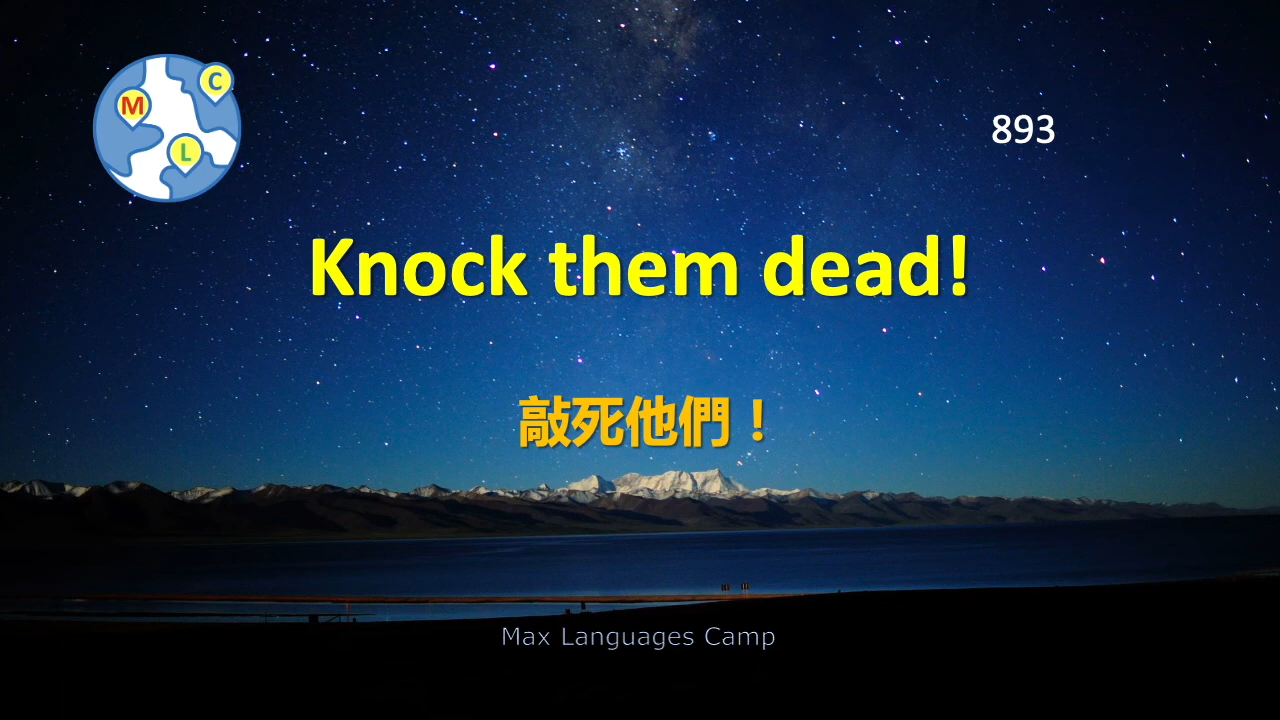 M
C
L
893
Knock them dead!
敲死他們！
Max Languages Camp